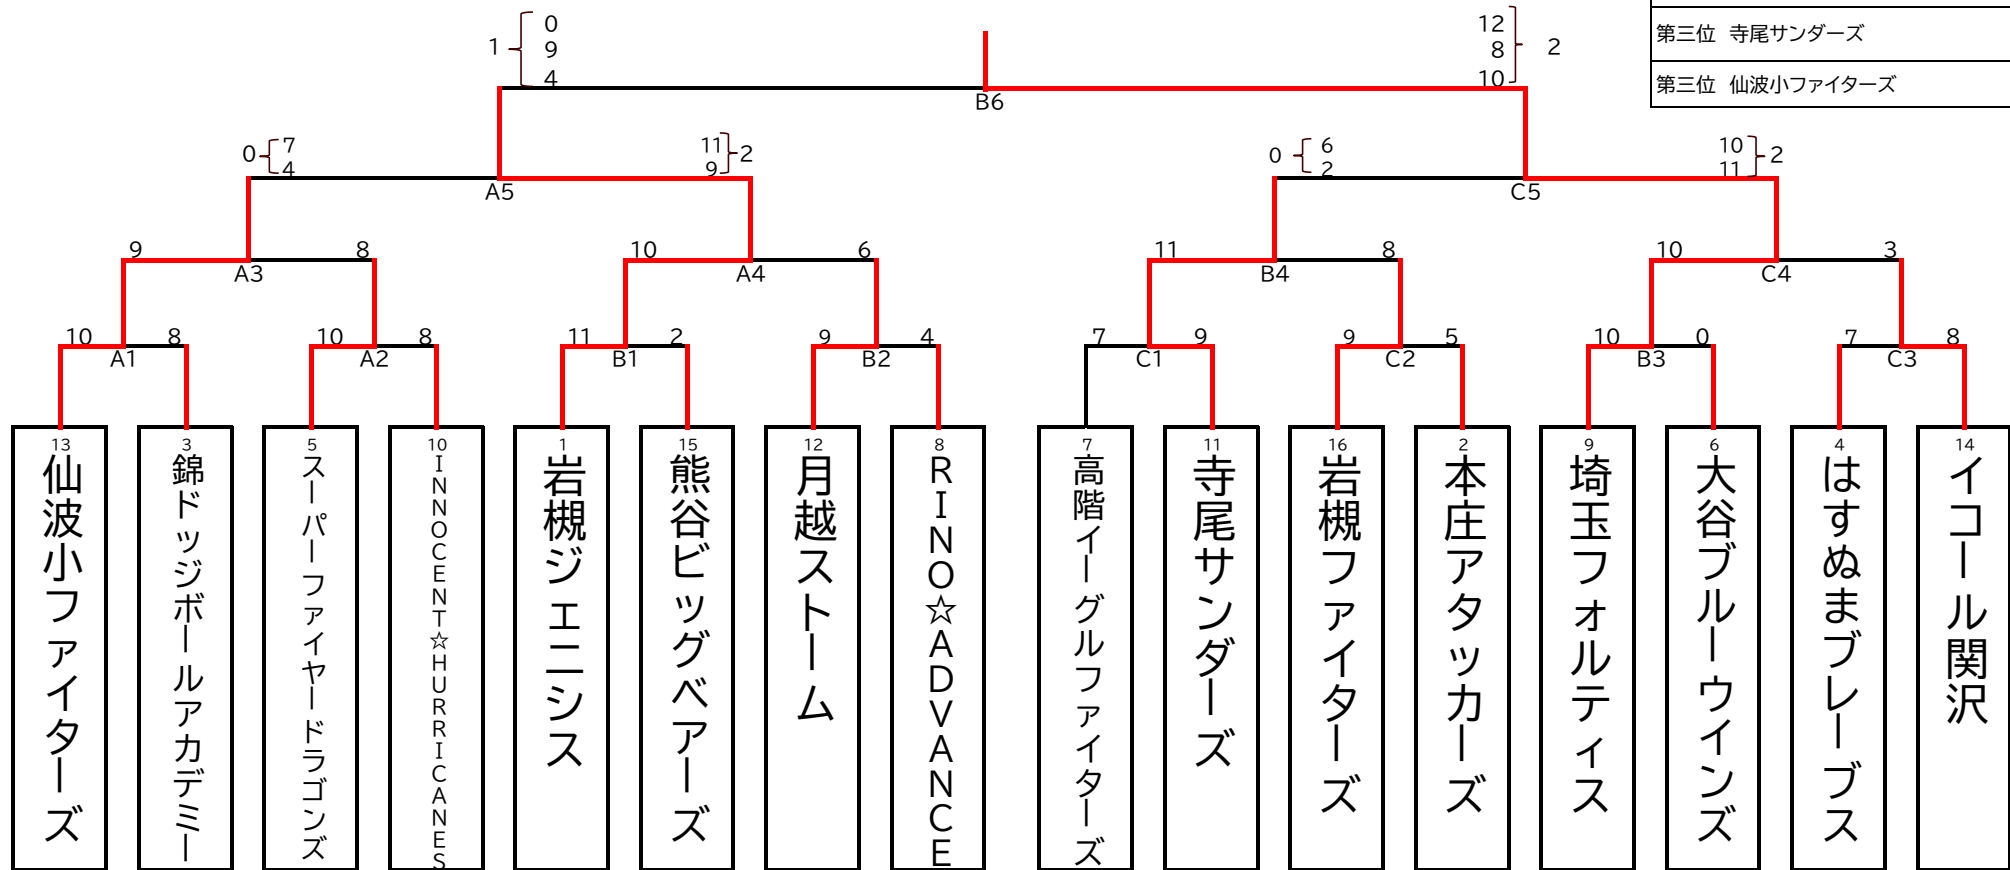 0
12
第三位 寺尾サンダーズ
1
9
8
2
4
10
第三位 仙波小ファイターズ
B6
0
7
4
11
9
2
0
6
2
10
11
2
A5
C5
9
8
10
6
11
8
10
3
A3
A4
B4
C4
10
8
10
8
11
2
9
4
7
9
9
5
10
0
7
8
A1
A2
B1
B2
C1
C2
B3
C3
13
仙波小ファイターズ
3
錦ドッジボールアカデミー
5
スーパーファイヤードラゴンズ
10
INNOCENT☆HURRICANES
1
岩槻ジェニシス
15
熊谷ビッグベアーズ
12
月越ストーム
8
RINO☆ADVANCE
7
高階イーグルファイターズ
11
寺尾サンダーズ
16
岩槻ファイターズ
2
本庄アタッカーズ
9
埼玉フォルティス
6
大谷ブルーウインズ
4
はすぬまブレーブス
14
イコール関沢